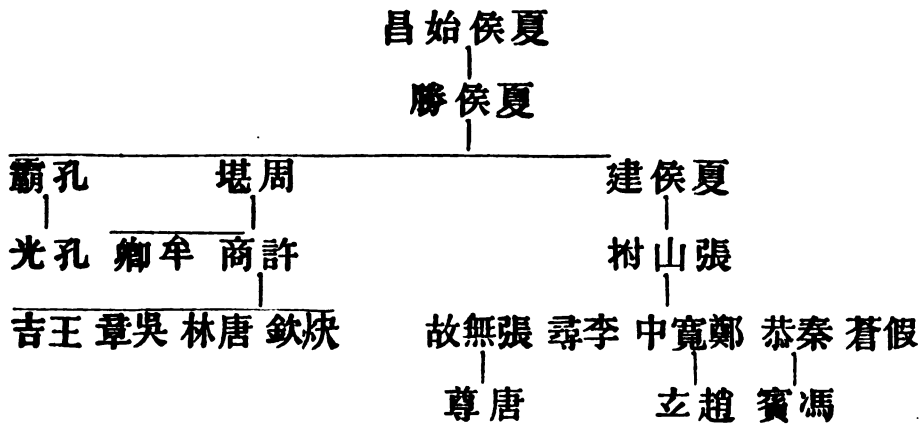 夏侯始昌
夏侯勝
夏侯建 周堪 孔霸
張山拊 許商 牟卿 孔光
假蒼 秦恭 鄭寬中 李尋 張無故 炔欽 唐林 吳章 王吉
馮賓 趙玄 唐尊